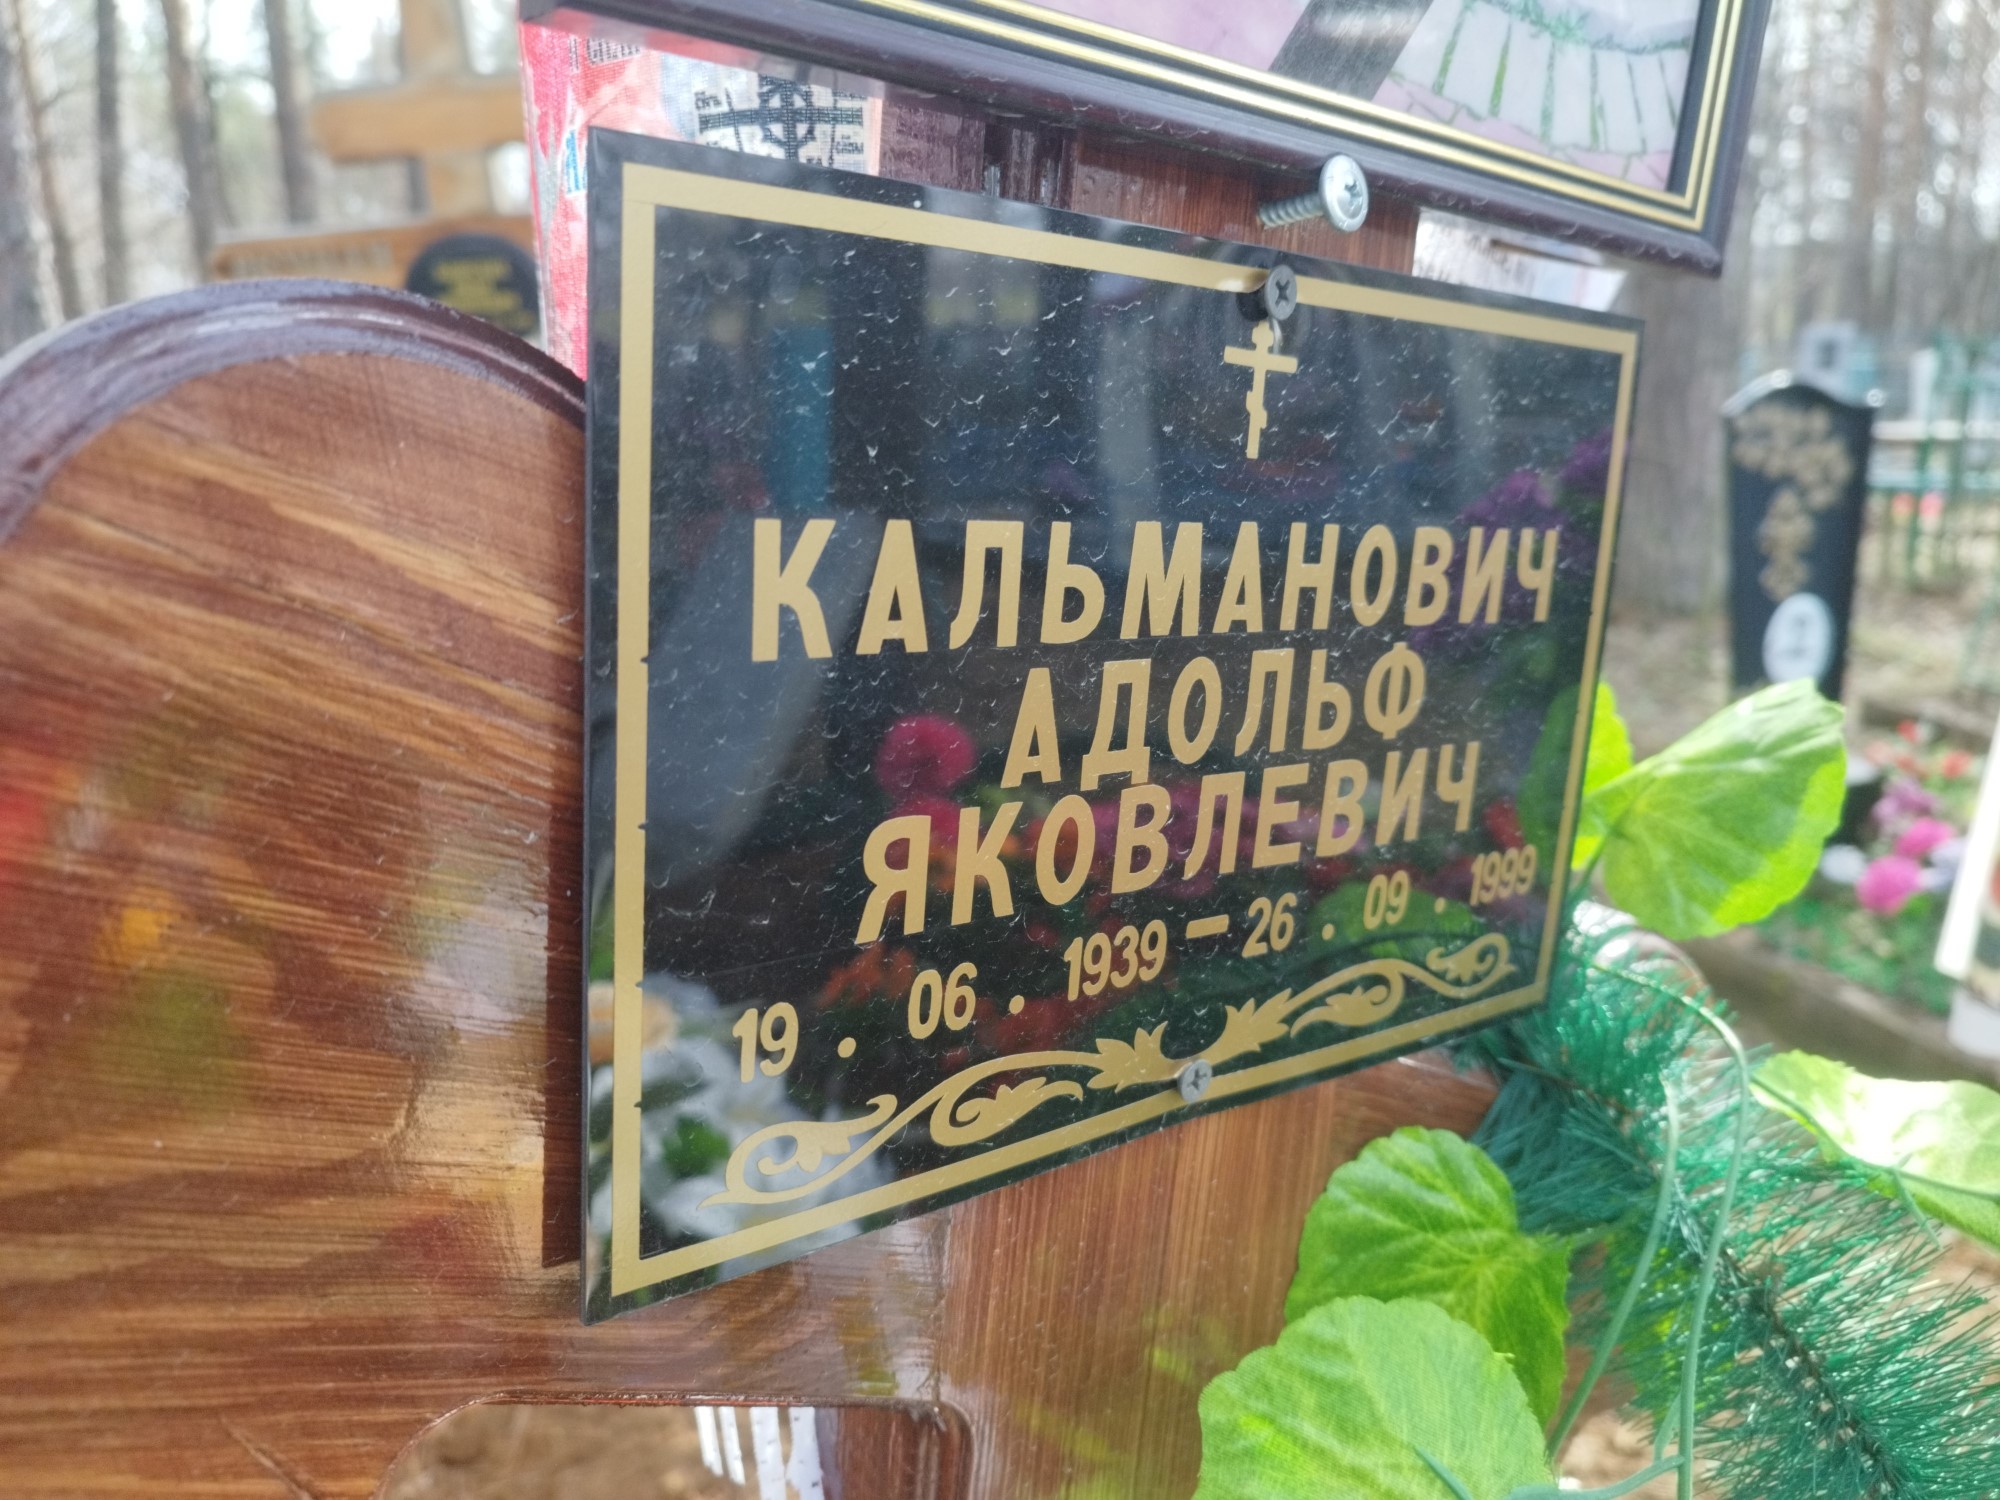 КАЛЬМАНОВИЧ
АДОЛЬФ
ЯКОВЛЕВИЧ
19 . 06 . 1939 – 26 . 09 . 1999